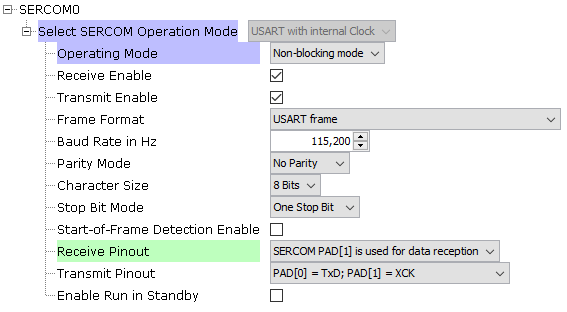 SERCOM0
Select SERCOM Operation Mode USART with internal Clock
Operating Mode Non-blocking mode
Receive Enable
Transmit Enable
Frame Format USART frame
Baud Rate in Hz 115,200
Parity Mode No Parity
Character Size 8 Bits
Stop Bit Mode One Stop Bit
Start-of-Frame Detection Enable
Receive Pinout SERCOM PAD[1] is used for data reception
Transmit Pinout PAD[0] = TxD; PAD[1] = XCK
Enable Run in Standby